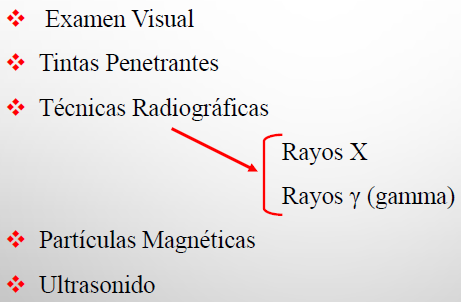 Examen Visual
Tintas Penetrantes
Técnicas Radiográficas
Rayos X
Rayos γ (gamma)
Partículas Magnéticas
Ultrasonido